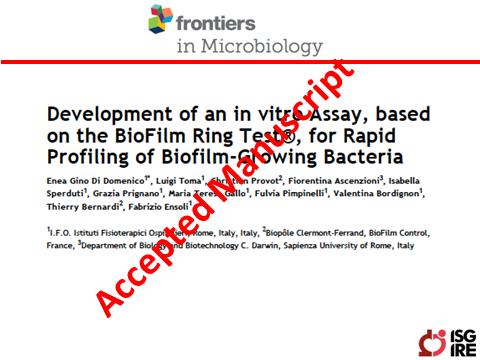 frontiers
in Microbiology
Development of an in vitro Assay, based
on the BioFilm Ring Test®, for Rapid
Profiling of Biofilm-Growing Bacteria
Enea Gino Di Domenico1*, Luigi Toma1, Christian Provot2, Fiorentina Ascenzioni3, Isabella
Sperduti1, Grazia Prignano1, Maria Teresa Gallo1, Fulvia Pimpinelli1, Valentina Bordignon1,
Thierry Bernardi2, Fabrizio Ensoli1
1I.F.O. Istituti Fisioterapici Ospitalieri, Rome, Italy, Italy, 2Biopôle Clermont-Ferrand, BioFilm Control,
France, 3Department of Biology and Biotechnology C. Darwin, Sapienza University of Rome, Italy
Accepted Manuscript
ISG
IRE